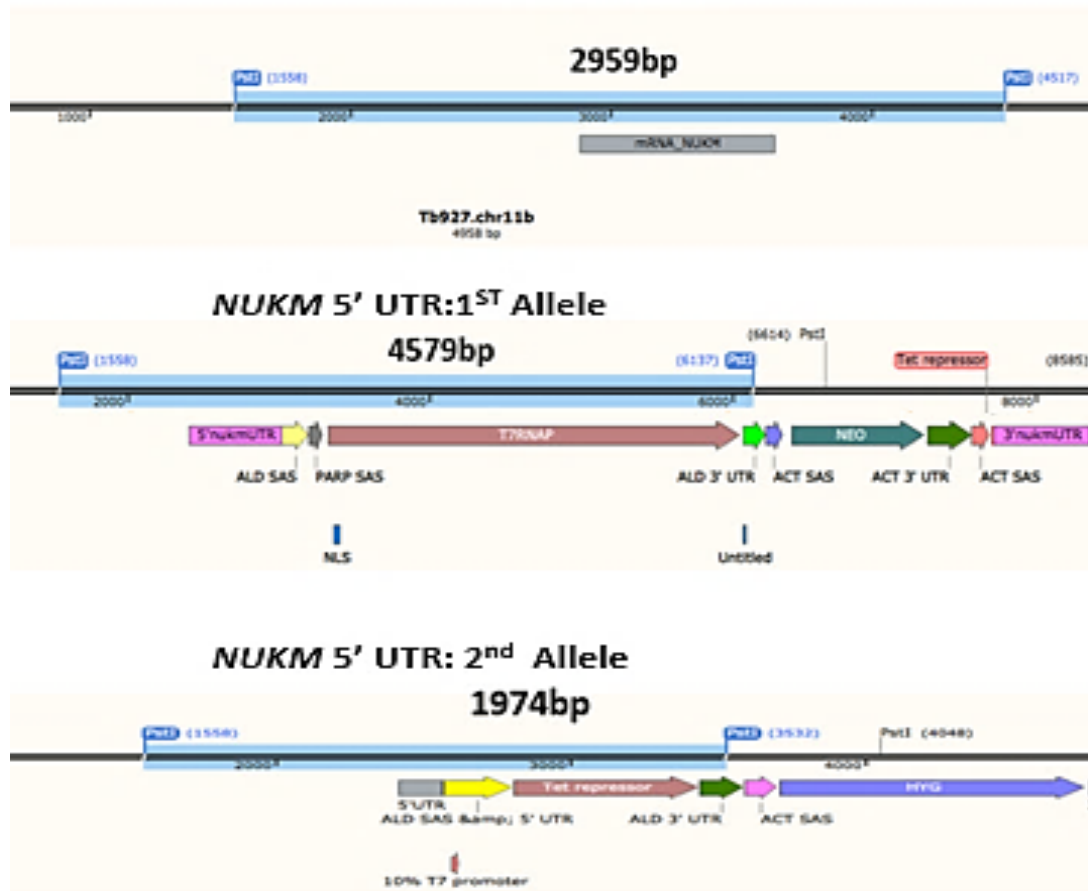 2959bp
PstI (1558)
PstI (4517)
1000
2000
3000
4000
mRNA_NUKM
Tb927.chr11b
4958 bp
NUKM 5' UTR:1ST Allele
4579bp
(6614) PstI
PstI (1558)
(6137) PstI
Tet repressor
(8585)
2000
4000
6000
8000
5'nukmUTR
T7RNAP
NEO
3'nukmUTR
ALD SAS
PARP SAS
ALD 3' UTR
ACT SAS
ACT 3' UTR
ACT SAS
NLS
Untitled
NUKM 5' UTR: 2nd Allele
1974bp
PstI (1558)
PstI (3532)
PstI (4048)
2000
3000
4000
Tet repressor
HYG
5'UTR
ALD SAS &amp; 5' UTR
ALD 3' UTR
ACT SAS
10% T7 promoter